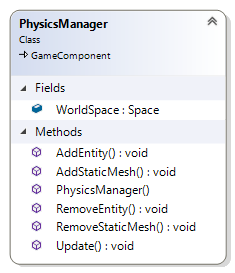 PhysicsManager
Class
GameComponent
Fields
WorldSpace : Space
Methods
AddEntity() : void
AddStaticMesh() : void
PhysicsManager()
RemoveEntity() : void
RemoveStaticMesh() : void
Update() : void